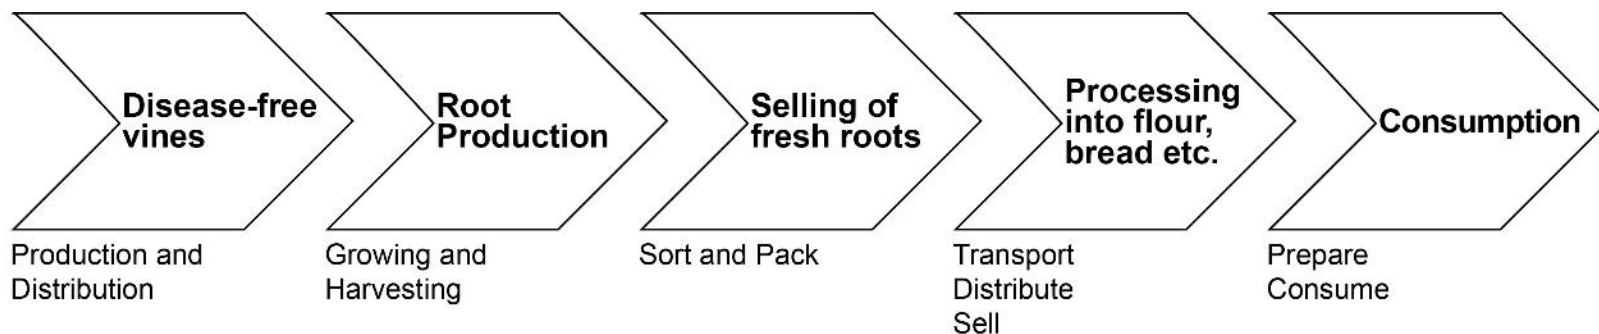 Disease-free
vines
Root
Production
Selling of
fresh roots
Processing
into flour,
bread etc.
Consumption
Production and
Distribution
Growing and
Harvesting
Sort and Pack
Transport
Distribute
Sell
Prepare
Consume